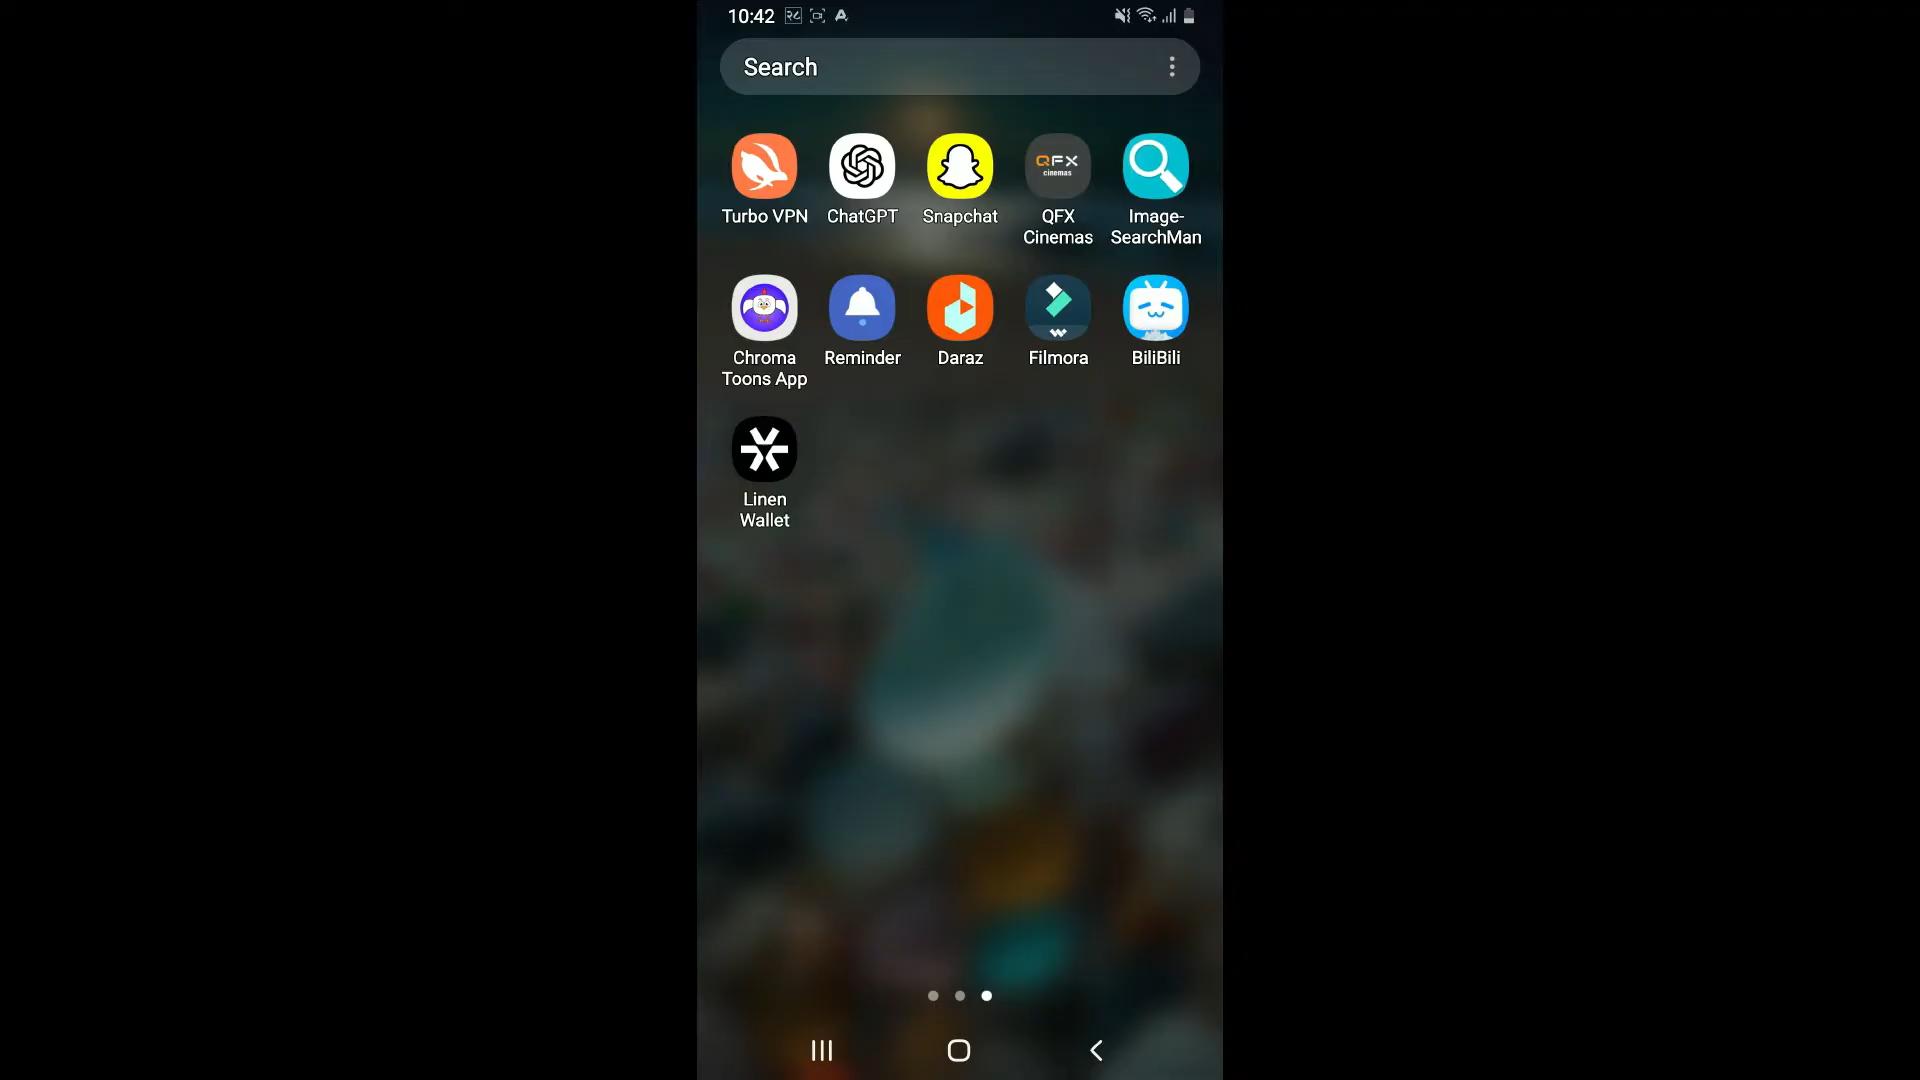 10:42
Search
QFX
cinemas
Turbo VPN
ChatGPT
Snapchat
QFX
Cinemas
Image-
SearchMan
Chroma
Toons App
Reminder
Daraz
Filmora
BiliBili
Linen
Wallet